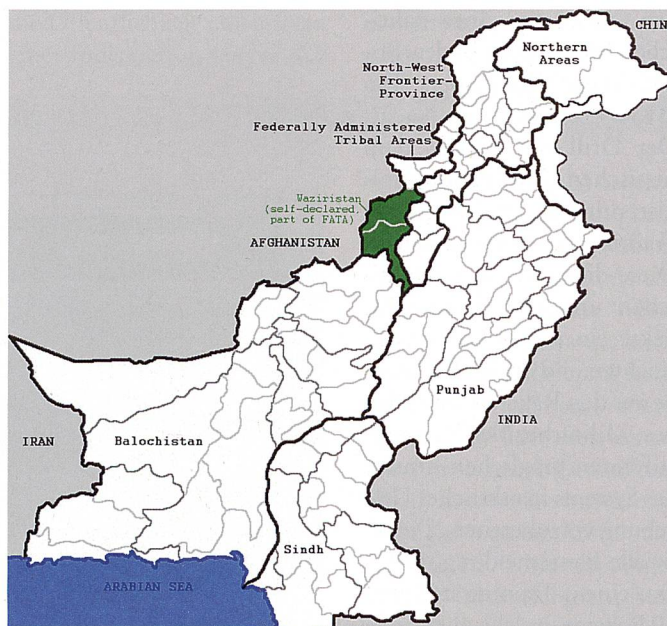 CHIN
Northern
Areas
North-West
Frontier-
Province
Federally Administered
Tribal Areas
Waziristan
(self-declared,
part of FATA)
AFGHANISTAN
Punjab
INDIA
IRAN
Balochistan
Sindh
ARABIAN SEA